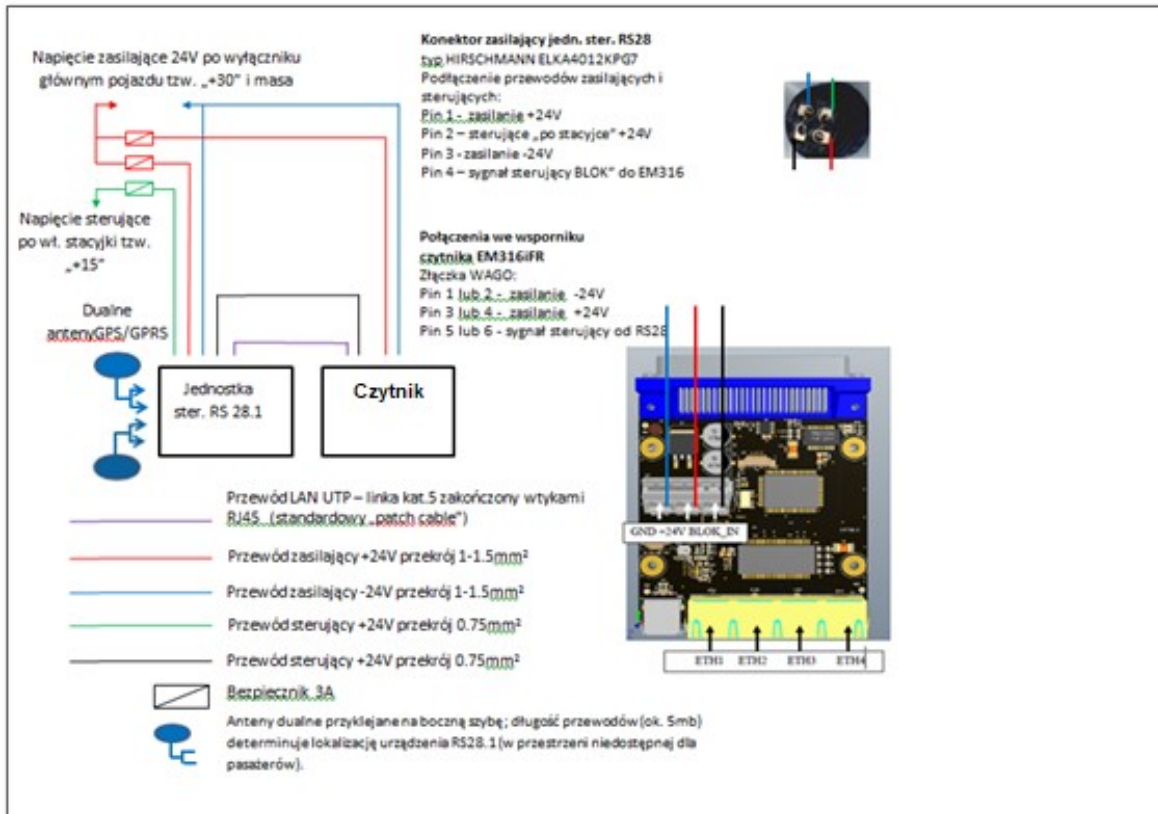 Napięcie zasilające 24V po wyłączniku
głównym pojazdu tzw. „+30” i masa
Napięcie sterujące
po wł. stacyjki tzw.
„+15”
Dualne
antenyGPS/GPRS
Jednostka
ster. RS 28.1
Czytnik
Konektor zasilający jedn. ster. RS28
typ HIRSCHMANN ELKA4012KPG7
Podłączenie przewodów zasilających i
sterujących:
Pin 1 - zasilanie +24V
Pin 2 – sterujące „po stacyjce” +24V
Pin 3 - zasilanie -24V
Pin 4 – sygnał sterujący BLOK” do EM316
Połączenia we wsporniku
czytnika EM316iFR
Złączka WAGO:
Pin 1 lub 2 - zasilanie -24V
Pin 3 lub 4 - zasilanie +24V
Pin 5 lub 6 - sygnał sterujący od RS28
GND +24V BLOK_IN
ETH1 ETH2 ETH3 ETH4
Przewód LAN UTP – linka kat.5 zakończony wtykami
RJ45 (standardowy „patch cable”)
Przewód zasilający +24V przekrój 1-1.5mm²
Przewód zasilający -24V przekrój 1-1.5mm²
Przewód sterujący +24V przekrój 0.75mm²
Przewód sterujący +24V przekrój 0.75mm²
Bezpiecznik 3A
Anteny dualne przyklejane na boczną szybę; długość przewodów (ok. 5mb)
determinuje lokalizację urządzenia RS28.1 (w przestrzeni niedostępnej dla
pasażerów).